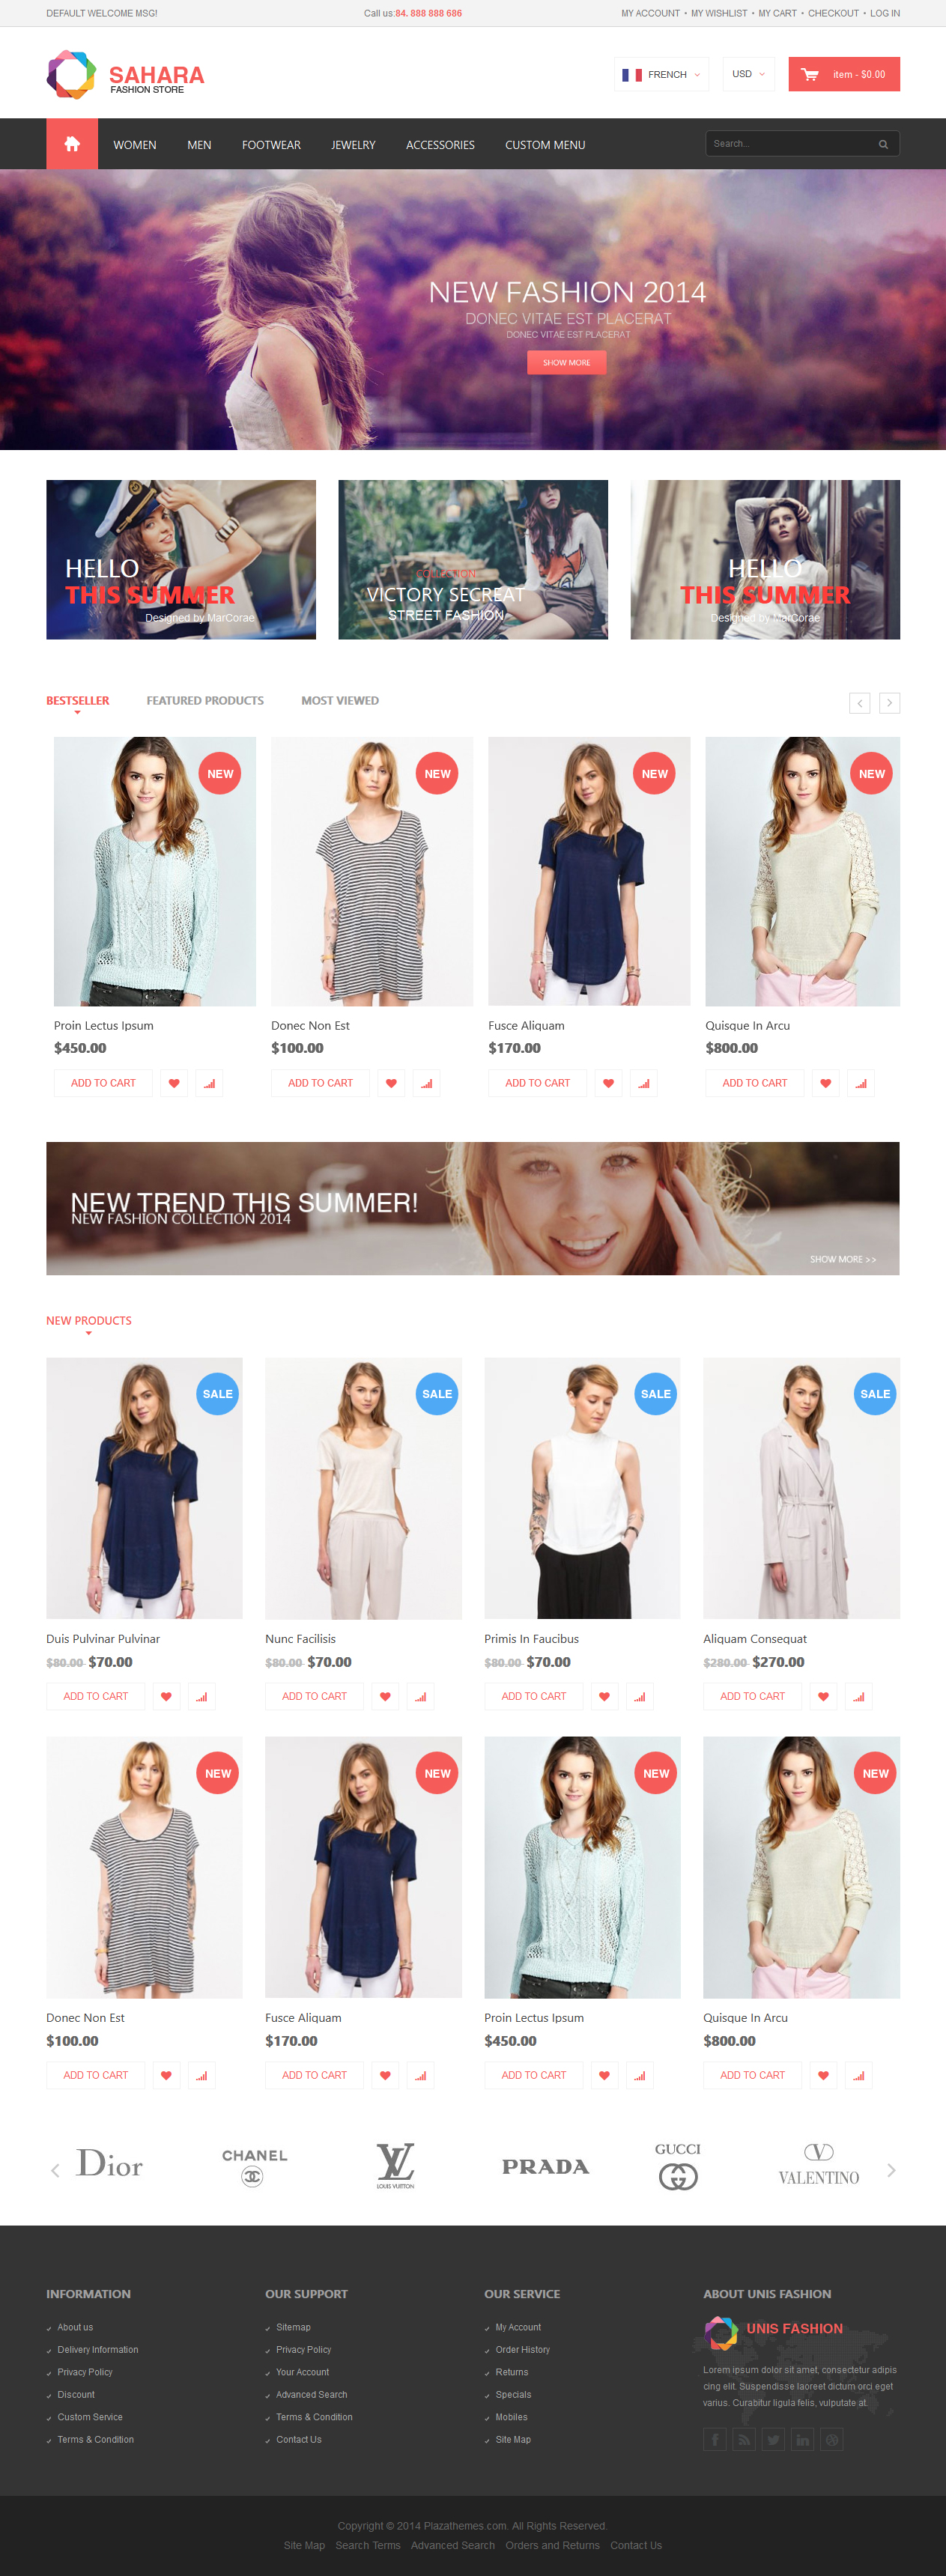 DEFAULT WELCOME MSG!
Call us:84. 888 888 686
MY ACCOUNT • MY WISHLIST • MY CART • CHECKOUT • LOG IN
SAHARA
FASHION STORE
FRENCH
USD
item - $0.00
WOMEN MEN FOOTWEAR JEWELRY ACCESSORIES CUSTOM MENU
Search...
NEW FASHION 2014
DONEC VITAE EST PLACERAT
DONEC VITAE EST PLACERAT
SHOW MORE
HELLO
THIS SUMMER
Designed by MarCorae
COLLECTION
VICTORY SECREAT
STREET FASHION
HELLO
THIS SUMMER
Designed by MarCorae
BESTSELLER FEATURED PRODUCTS MOST VIEWED
NEW NEW NEW NEW
Proin Lectus Ipsum Donec Non Est Fusce Aliquam Quisque In Arcu
$450.00 $100.00 $170.00 $800.00
ADD TO CART ADD TO CART ADD TO CART ADD TO CART
NEW TREND THIS SUMMER!
NEW FASHION COLLECTION 2014
SHOW MORE >>
NEW PRODUCTS
SALE SALE SALE SALE
Duis Pulvinar Pulvinar Nunc Facilisis Primis In Faucibus Aliquam Consequat
$80.00 $70.00 $80.00 $70.00 $80.00 $70.00 $280.00 $270.00
ADD TO CART ADD TO CART ADD TO CART ADD TO CART
NEW NEW NEW NEW
Donec Non Est Fusce Aliquam Proin Lectus Ipsum Quisque In Arcu
$100.00 $170.00 $450.00 $800.00
ADD TO CART ADD TO CART ADD TO CART ADD TO CART
Dior
CHANEL
LOUIS VUITTON
PRADA
GUCCI
VALENTINO
INFORMATION
About us
Delivery Information
Privacy Policy
Discount
Custom Service
Terms & Condition
OUR SUPPORT
Sitemap
Privacy Policy
Your Account
Advanced Search
Terms & Condition
Contact Us
OUR SERVICE
My Account
Order History
Returns
Specials
Mobiles
Site Map
ABOUT UNIS FASHION
UNIS FASHION
Lorem ipsum dolor sit amet, consectetur adipis
cing elit. Suspendisse laoreet dictum orci eget
varius. Curabitur ligula felis, vulputate at.
Copyright © 2014 Plazathemes.com. All Rights Reserved.
Site Map Search Terms Advanced Search Orders and Returns Contact Us